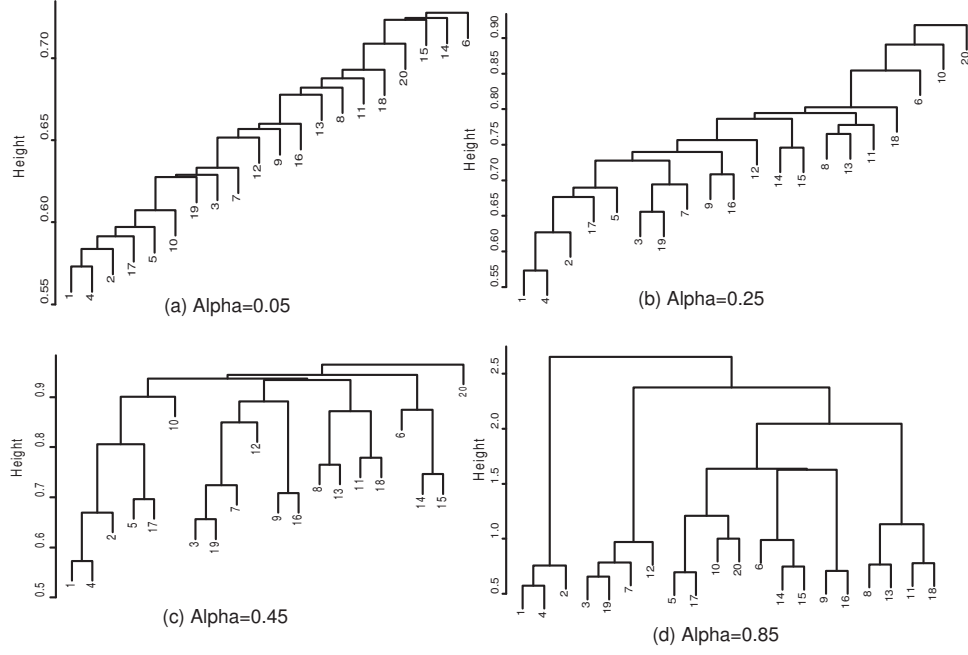 Height
0.55 0.60 0.65 0.70
1 4 2 17 5 10 19 3 7 12 9 16 13 8 11 18 20 15 14 6
(a) Alpha=0.05
Height
0.55 0.60 0.65 0.70 0.75 0.80 0.85 0.90
1 4 2 17 5 3 19 7 9 16 12 14 15 8 13 11 18 6 10 20
(b) Alpha=0.25
Height
0.5 0.6 0.7 0.8 0.9
1 4 2 5 17 10 3 19 7 12 9 16 8 13 11 18 6 14 15 20
(c) Alpha=0.45
Height
0.5 1.0 1.5 2.0 2.5
1 4 2 3 19 7 12 5 17 10 20 6 14 15 9 16 8 13 11 18
(d) Alpha=0.85